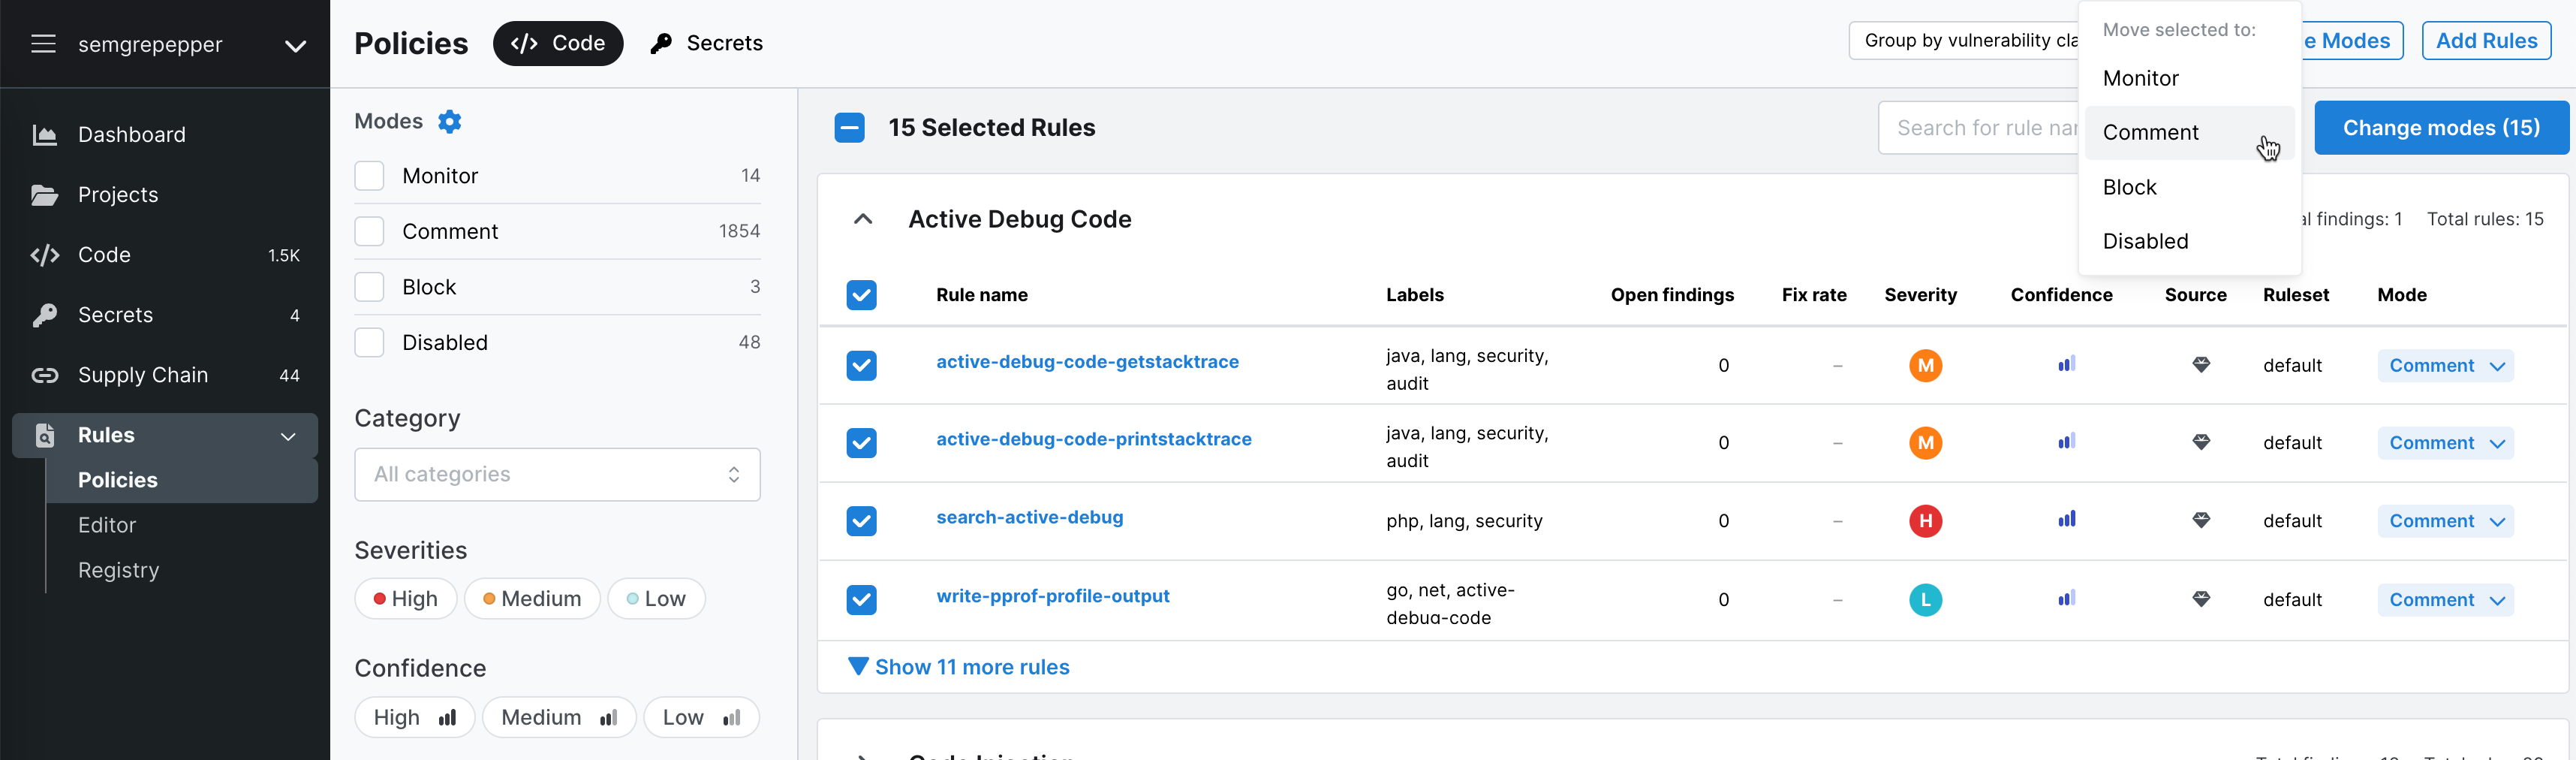 semgrepepper
Dashboard
Projects
Code 1.5K
Secrets 4
Supply Chain 44
Rules
Policies
Editor
Registry
Policies
Code
Secrets
Group by vulnerability cla
e Modes
Add Rules
Modes
Monitor 14
Comment 1854
Block 3
Disabled 48
Category
All categories
Severities
High Medium Low
Confidence
High Medium Low
15 Selected Rules
Search for rule nar
Change modes (15)
Move selected to:
Monitor
Comment
Block
Disabled
Active Debug Code
al findings: 1 Total rules: 15
Rule name Labels Open findings Fix rate Severity Confidence Source Ruleset Mode
active-debug-code-getstacktrace java, lang, security, 0 – M default Comment
audit
active-debug-code-printstacktrace java, lang, security, 0 – M default Comment
audit
search-active-debug php, lang, security 0 – H default Comment
write-pprof-profile-output go, net, active- 0 – L default Comment
debug-code
Show 11 more rules
Code Injection